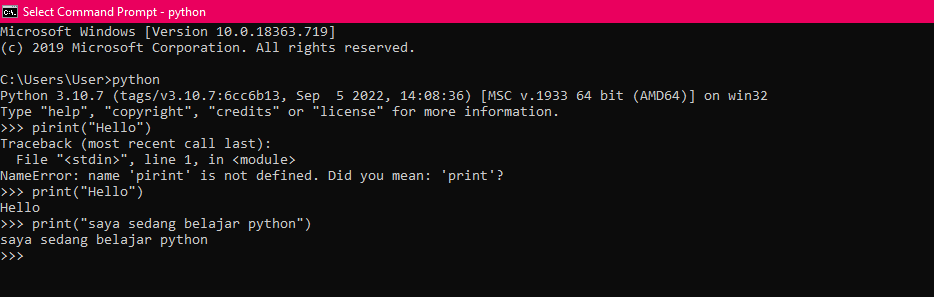 Select Command Prompt - python
Microsoft Windows [Version 10.0.18363.719]
(c) 2019 Microsoft Corporation. All rights reserved.
C:\Users\User>python
Python 3.10.7 (tags/v3.10.7:6cc6b13, Sep  5 2022, 14:08:36) [MSC v.1933 64 bit (AMD64)] on win32
Type "help", "copyright", "credits" or "license" for more information.
>>> pirint("Hello")
Traceback (most recent call last):
  File "<stdin>", line 1, in <module>
NameError: name 'pirint' is not defined. Did you mean: 'print'?
>>> print("Hello")
Hello
>>> print("saya sedang belajar python")
saya sedang belajar python
>>>